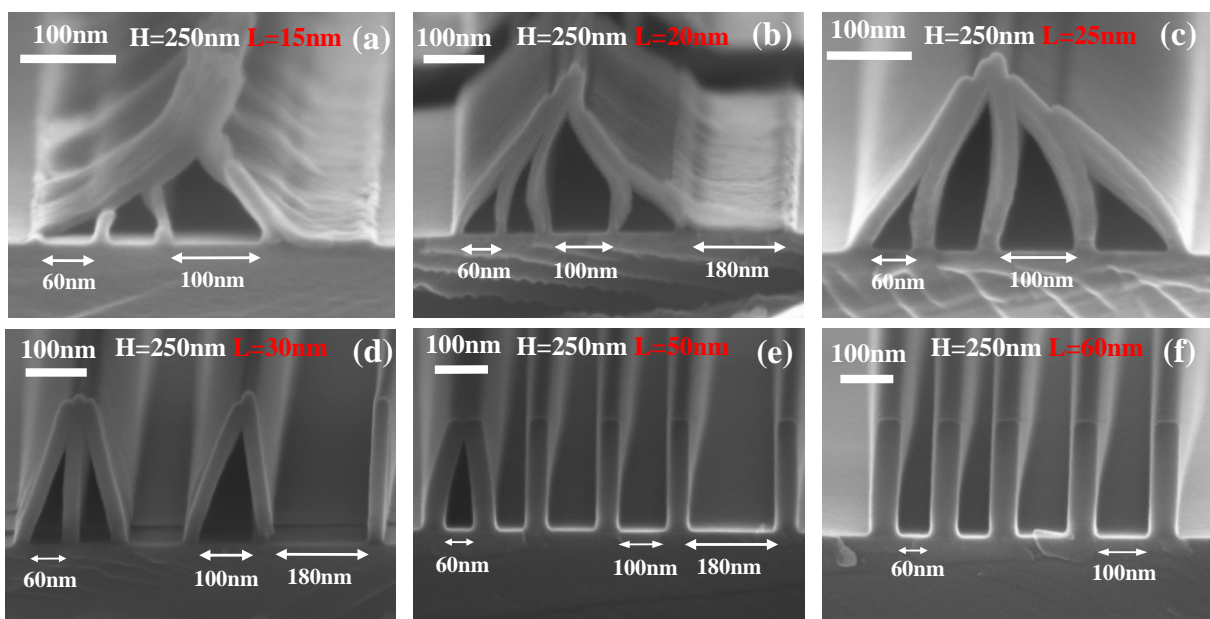 100nm H=250nm L=15nm (a)
60nm 100nm
100nm H=250nm L=20nm (b)
60nm 100nm 180nm
100nm H=250nm L=25nm (c)
60nm 100nm
100nm H=250nm L=30nm (d)
60nm 100nm 180nm
100nm H=250nm L=50nm (e)
60nm 100nm 180nm
100nm H=250nm L=60nm (f)
60nm 100nm